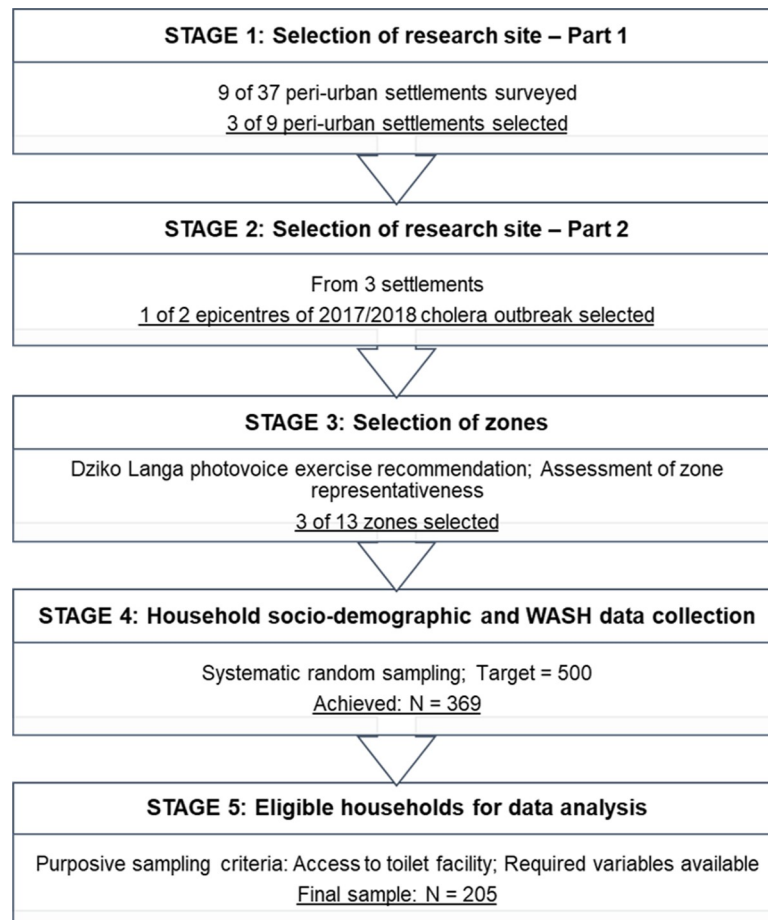 STAGE 1: Selection of research site – Part 1
9 of 37 peri-urban settlements surveyed
3 of 9 peri-urban settlements selected
STAGE 2: Selection of research site – Part 2
From 3 settlements
1 of 2 epicentres of 2017/2018 cholera outbreak selected
STAGE 3: Selection of zones
Dziko Langa photovoice exercise recommendation; Assessment of zone
representativeness
3 of 13 zones selected
STAGE 4: Household socio-demographic and WASH data collection
Systematic random sampling; Target = 500
Achieved: N = 369
STAGE 5: Eligible households for data analysis
Purposive sampling criteria: Access to toilet facility; Required variables available
Final sample: N = 205